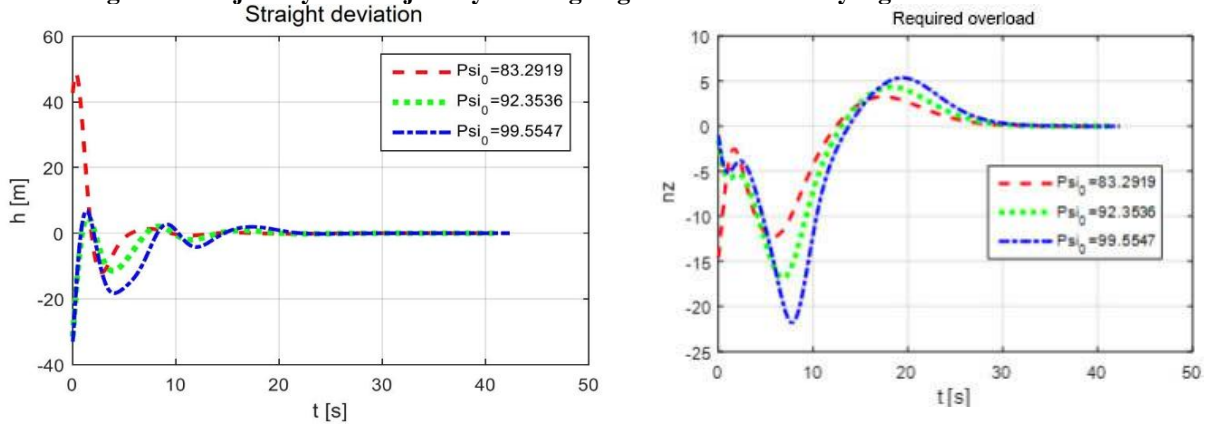 Straight deviation
60
40
20
0
-20
-40
h [m]
0 10 20 30 40 50
t [s]
Psi0=83.2919
Psi0=92.3536
Psi0=99.5547
Required overload
10
5
0
-5
-10
-15
-20
-25
nz
0 10 20 30 40 50
t [s]
Psi0=83.2919
Psi0=92.3536
Psi0=99.5547